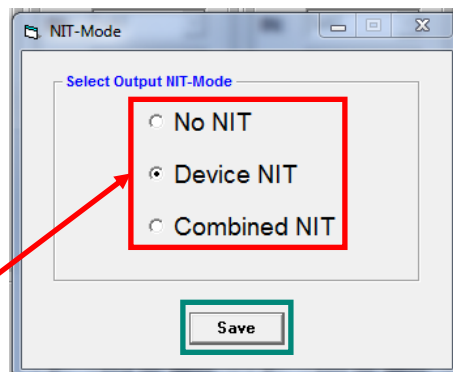 NIT-Mode
Select Output NIT-Mode
No NIT
Device NIT
Combined NIT
Save